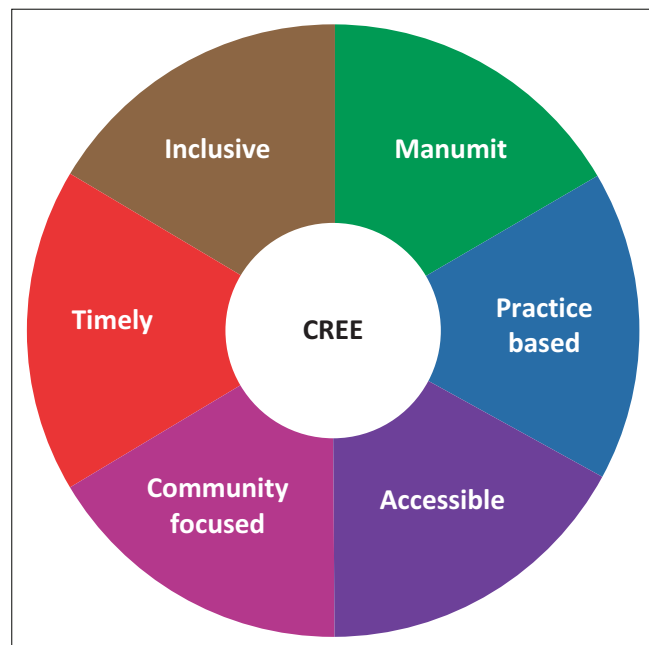 Inclusive
Manumit
Timely
CREE
Practice
based
Community
focused
Accessible